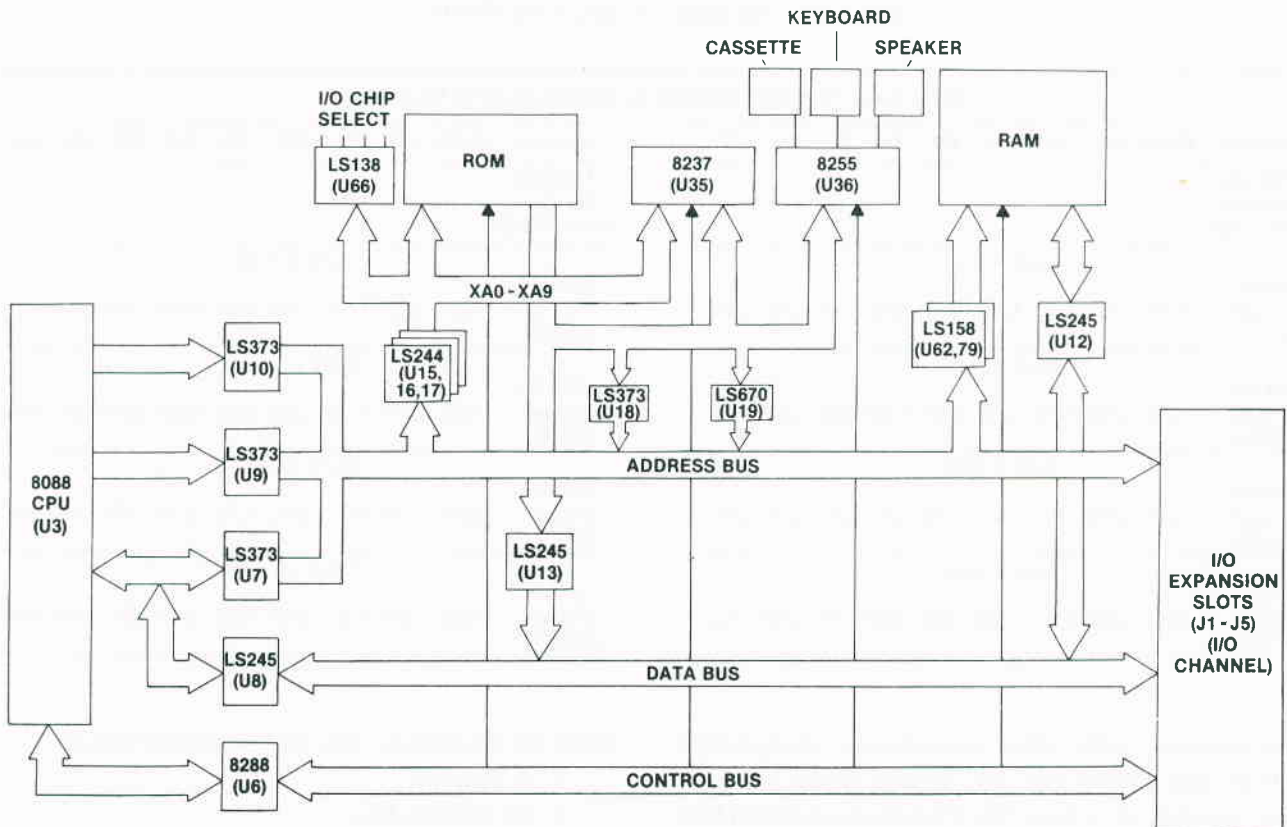 KEYBOARD
CASSETTE
SPEAKER
I/O CHIP
SELECT
LS138
(U66)
ROM
8237
(U35)
8255
(U36)
RAM
XA0 - XA9
8088
CPU
(U3)
LS373
(U10)
LS244
(U15,
16,17)
LS373
(U18)
LS670
(U19)
LS158
(U62,79)
LS245
(U12)
LS373
(U9)
ADDRESS BUS
LS373
(U7)
LS245
(U13)
I/O
EXPANSION
SLOTS
(J1 - J5)
(I/O
CHANNEL)
LS245
(U8)
DATA BUS
8288
(U6)
CONTROL BUS